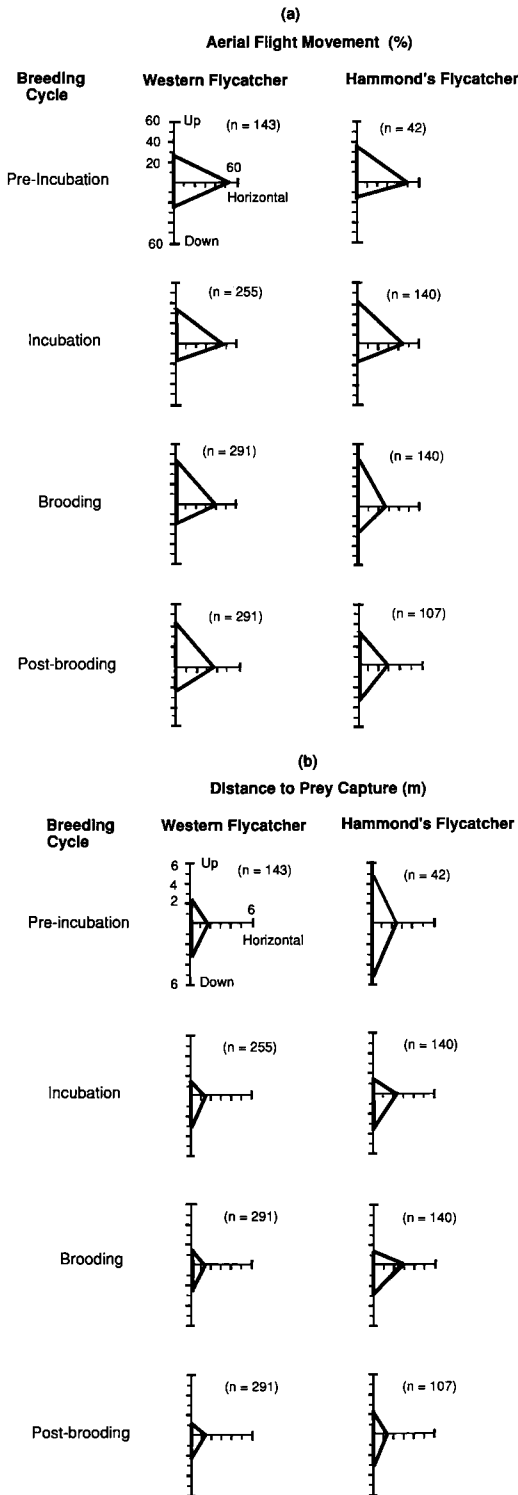 (a)
Aerial Flight Movement (%)
Breeding Cycle
Western Flycatcher
Hammond's Flycatcher
60 Up (n = 143)
40
20
60
Horizontal
60 Down
(n = 42)
Pre-Incubation
(n = 255)
(n = 140)
Incubation
(n = 291)
(n = 140)
Brooding
(n = 291)
(n = 107)
Post-brooding
(b)
Distance to Prey Capture (m)
Breeding Cycle
Western Flycatcher
Hammond's Flycatcher
6 Up (n = 143)
4
2
6
Horizontal
6 Down
(n = 42)
Pre-incubation
(n = 255)
(n = 140)
Incubation
(n = 291)
(n = 140)
Brooding
(n = 291)
(n = 107)
Post-brooding